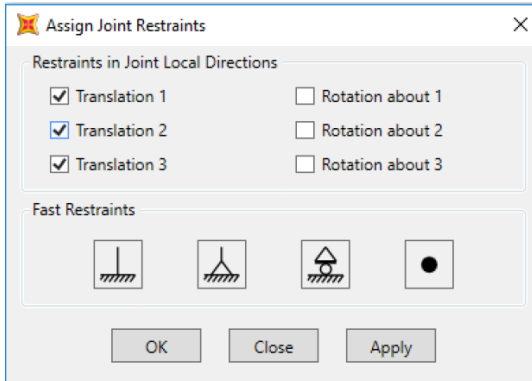 Assign Joint Restraints
Restraints in Joint Local Directions
Translation 1 Rotation about 1
Translation 2 Rotation about 2
Translation 3 Rotation about 3
Fast Restraints
OK Close Apply